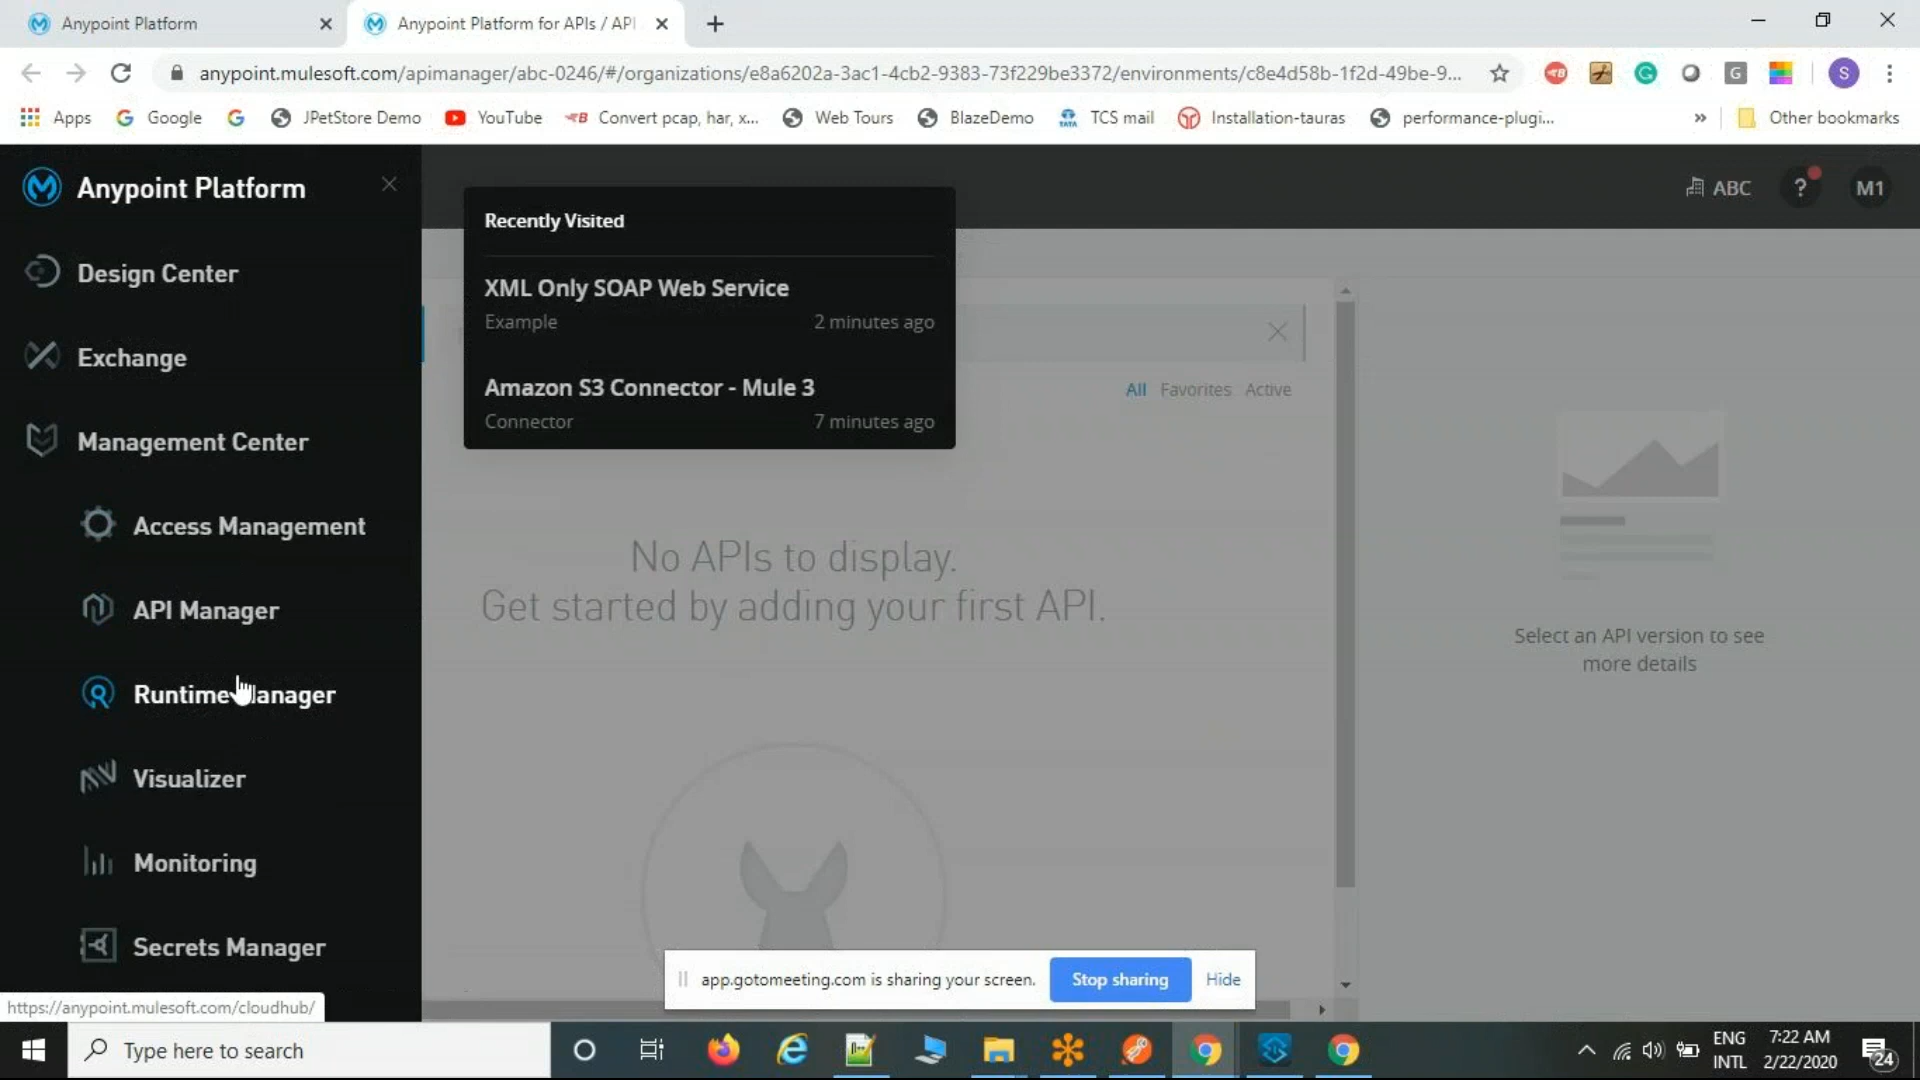 Anypoint Platform
Anypoint Platform for APIs / API
anypoint.mulesoft.com/apimanager/abc-0246/#/organizations/e8a6202a-3ac1-4cb2-9383-73f229be3372/environments/c8e4d58b-1f2d-49be-9...
S
Apps
Google
JPetStore Demo
YouTube
Convert pcap, har, x...
Web Tours
BlazeDemo
TATA
TCS mail
Installation-tauras
performance-plugi...
»
Other bookmarks
Anypoint Platform
ABC
?
M1
Recently Visited
XML Only SOAP Web Service
Example
2 minutes ago
Amazon S3 Connector - Mule 3
Connector
7 minutes ago
Design Center
Exchange
Management Center
Access Management
API Manager
Runtime Manager
Visualizer
Monitoring
Secrets Manager
All Favorites Active
No APIs to display.
Get started by adding your first API.
Select an API version to see
more details
app.gotomeeting.com is sharing your screen.
Stop sharing
Hide
https://anypoint.mulesoft.com/cloudhub/
Type here to search
ENG
INTL
7:22 AM
2/22/2020
24